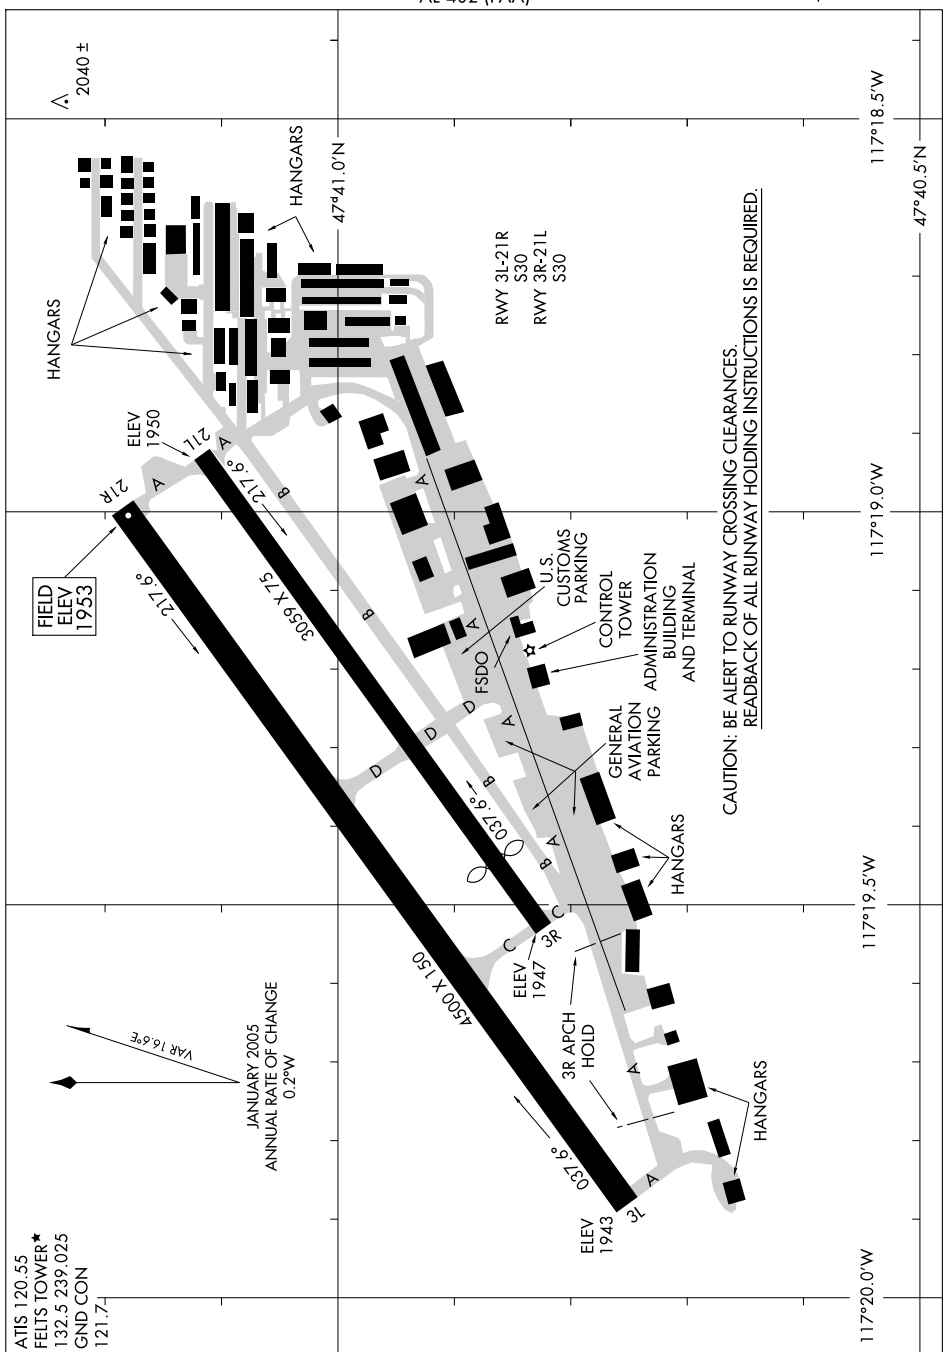 AL-402 (FAA)
ATIS 120.55
FELTS TOWER★
132.5 239.025
GND CON
121.7
VAR 16.6°E
JANUARY 2005
ANNUAL RATE OF CHANGE
0.2°W
FIELD
ELEV
1953
21R
A
217.6°
4500 X 150
037.6°
3L
ELEV
1943
A
ELEV
1950
21L
A
217.6°
3059 X 75
037.6°
3R
ELEV
1947
C
C
B
B
B
B
D
D
D
A
A
A
A
A
HANGARS
HANGARS
2040 ±
47°41.0'N
RWY 3L-21R
S30
RWY 3R-21L
S30
U.S.
CUSTOMS
PARKING
FSDO
CONTROL
TOWER
ADMINISTRATION
BUILDING
AND TERMINAL
GENERAL
AVIATION
PARKING
HANGARS
3R APCH
HOLD
HANGARS
CAUTION: BE ALERT TO RUNWAY CROSSING CLEARANCES.
READBACK OF ALL RUNWAY HOLDING INSTRUCTIONS IS REQUIRED.
117°20.0'W
117°19.5'W
117°19.0'W
117°18.5'W
47°40.5'N